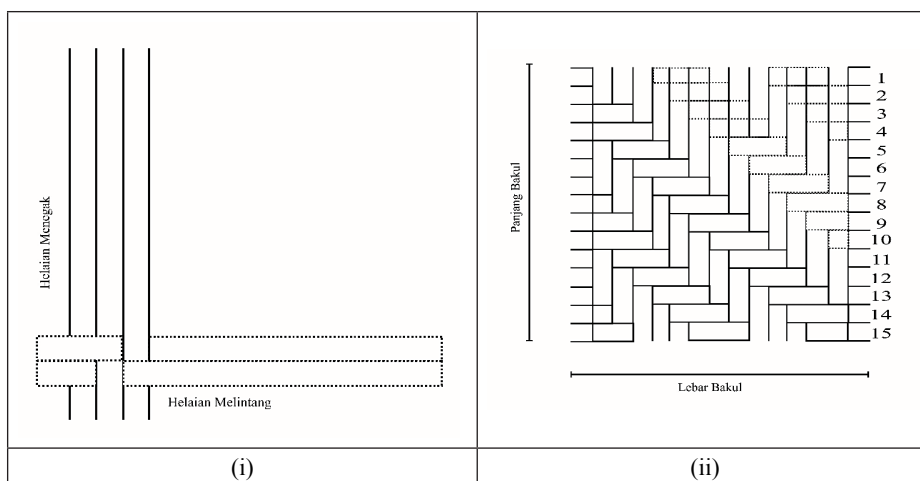 Helaian Menegak
Helaian Melintang
(i)
Panjang Bakul
1
2
3
4
5
6
7
8
9
10
11
12
13
14
15
Lebar Bakul
(ii)